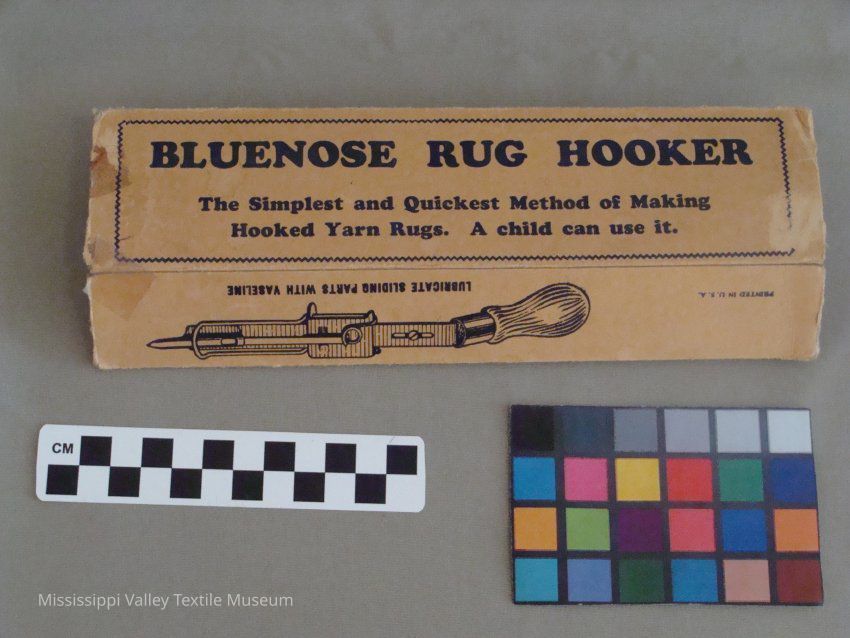 BLUENOSE RUG HOOKER
The Simplest and Quickest Method of Making
Hooked Yarn Rugs. A child can use it.
LUBRICATE SLIDING PARTS WITH VASELINE
PRINTED IN U. S. A.
CM
Mississippi Valley Textile Museum